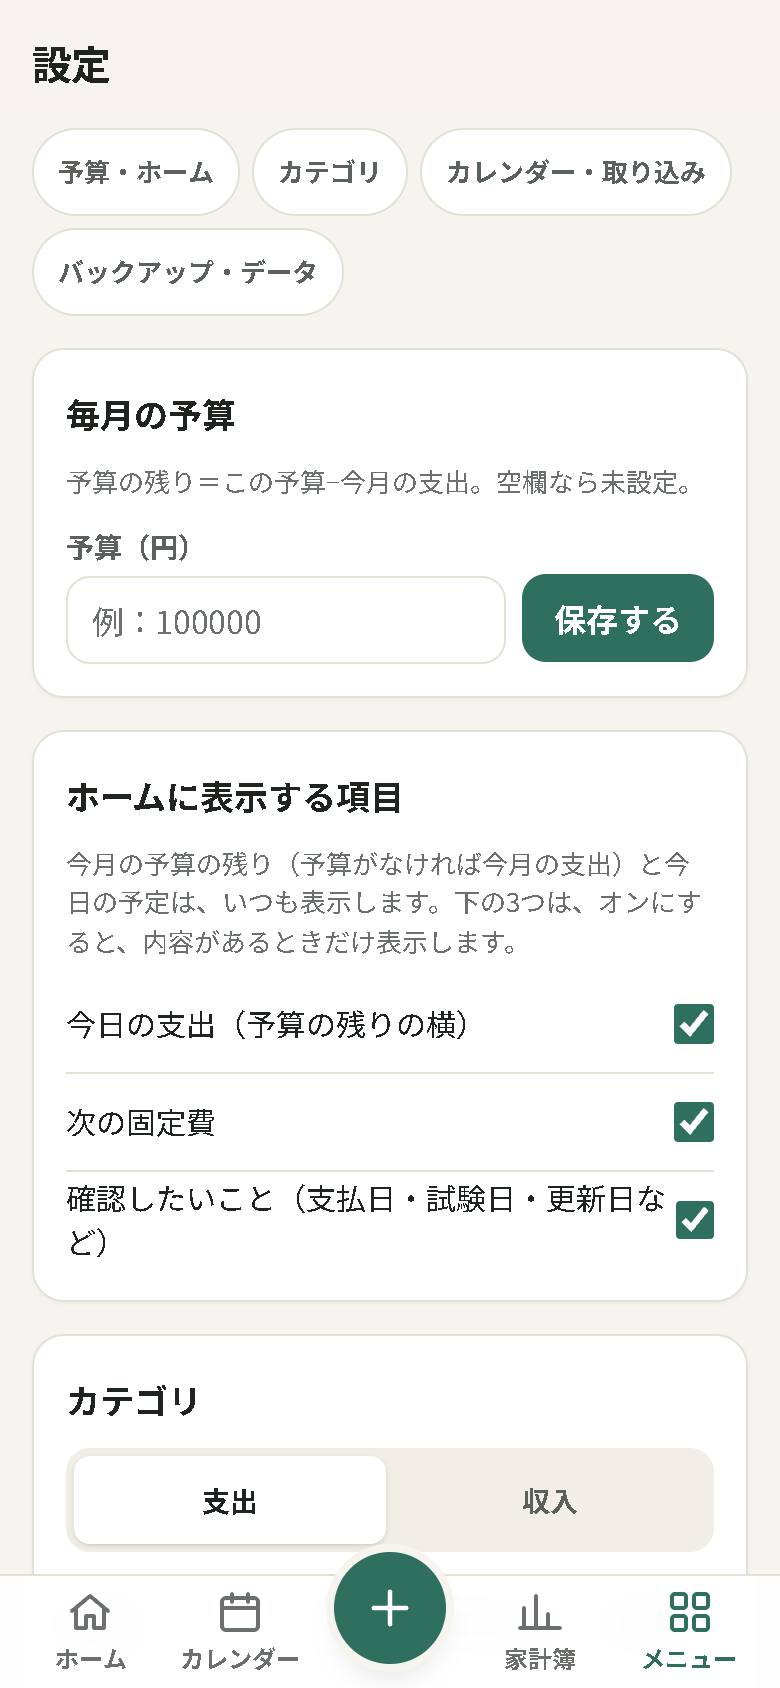 設定
予算・ホーム
カテゴリ
カレンダー・取り込み
バックアップ・データ
毎月の予算
予算の残り＝この予算−今月の支出。空欄なら未設定。
予算（円）
例：100000
保存する
ホームに表示する項目
今月の予算の残り（予算がなければ今月の支出）と今
日の予定は、いつも表示します。下の3つは、オンにす
ると、内容があるときだけ表示します。
今日の支出（予算の残りの横）
次の固定費
確認したいこと（支払日・試験日・更新日な
ど）
カテゴリ
支出
収入
ホーム
カレンダー
家計簿
メニュー